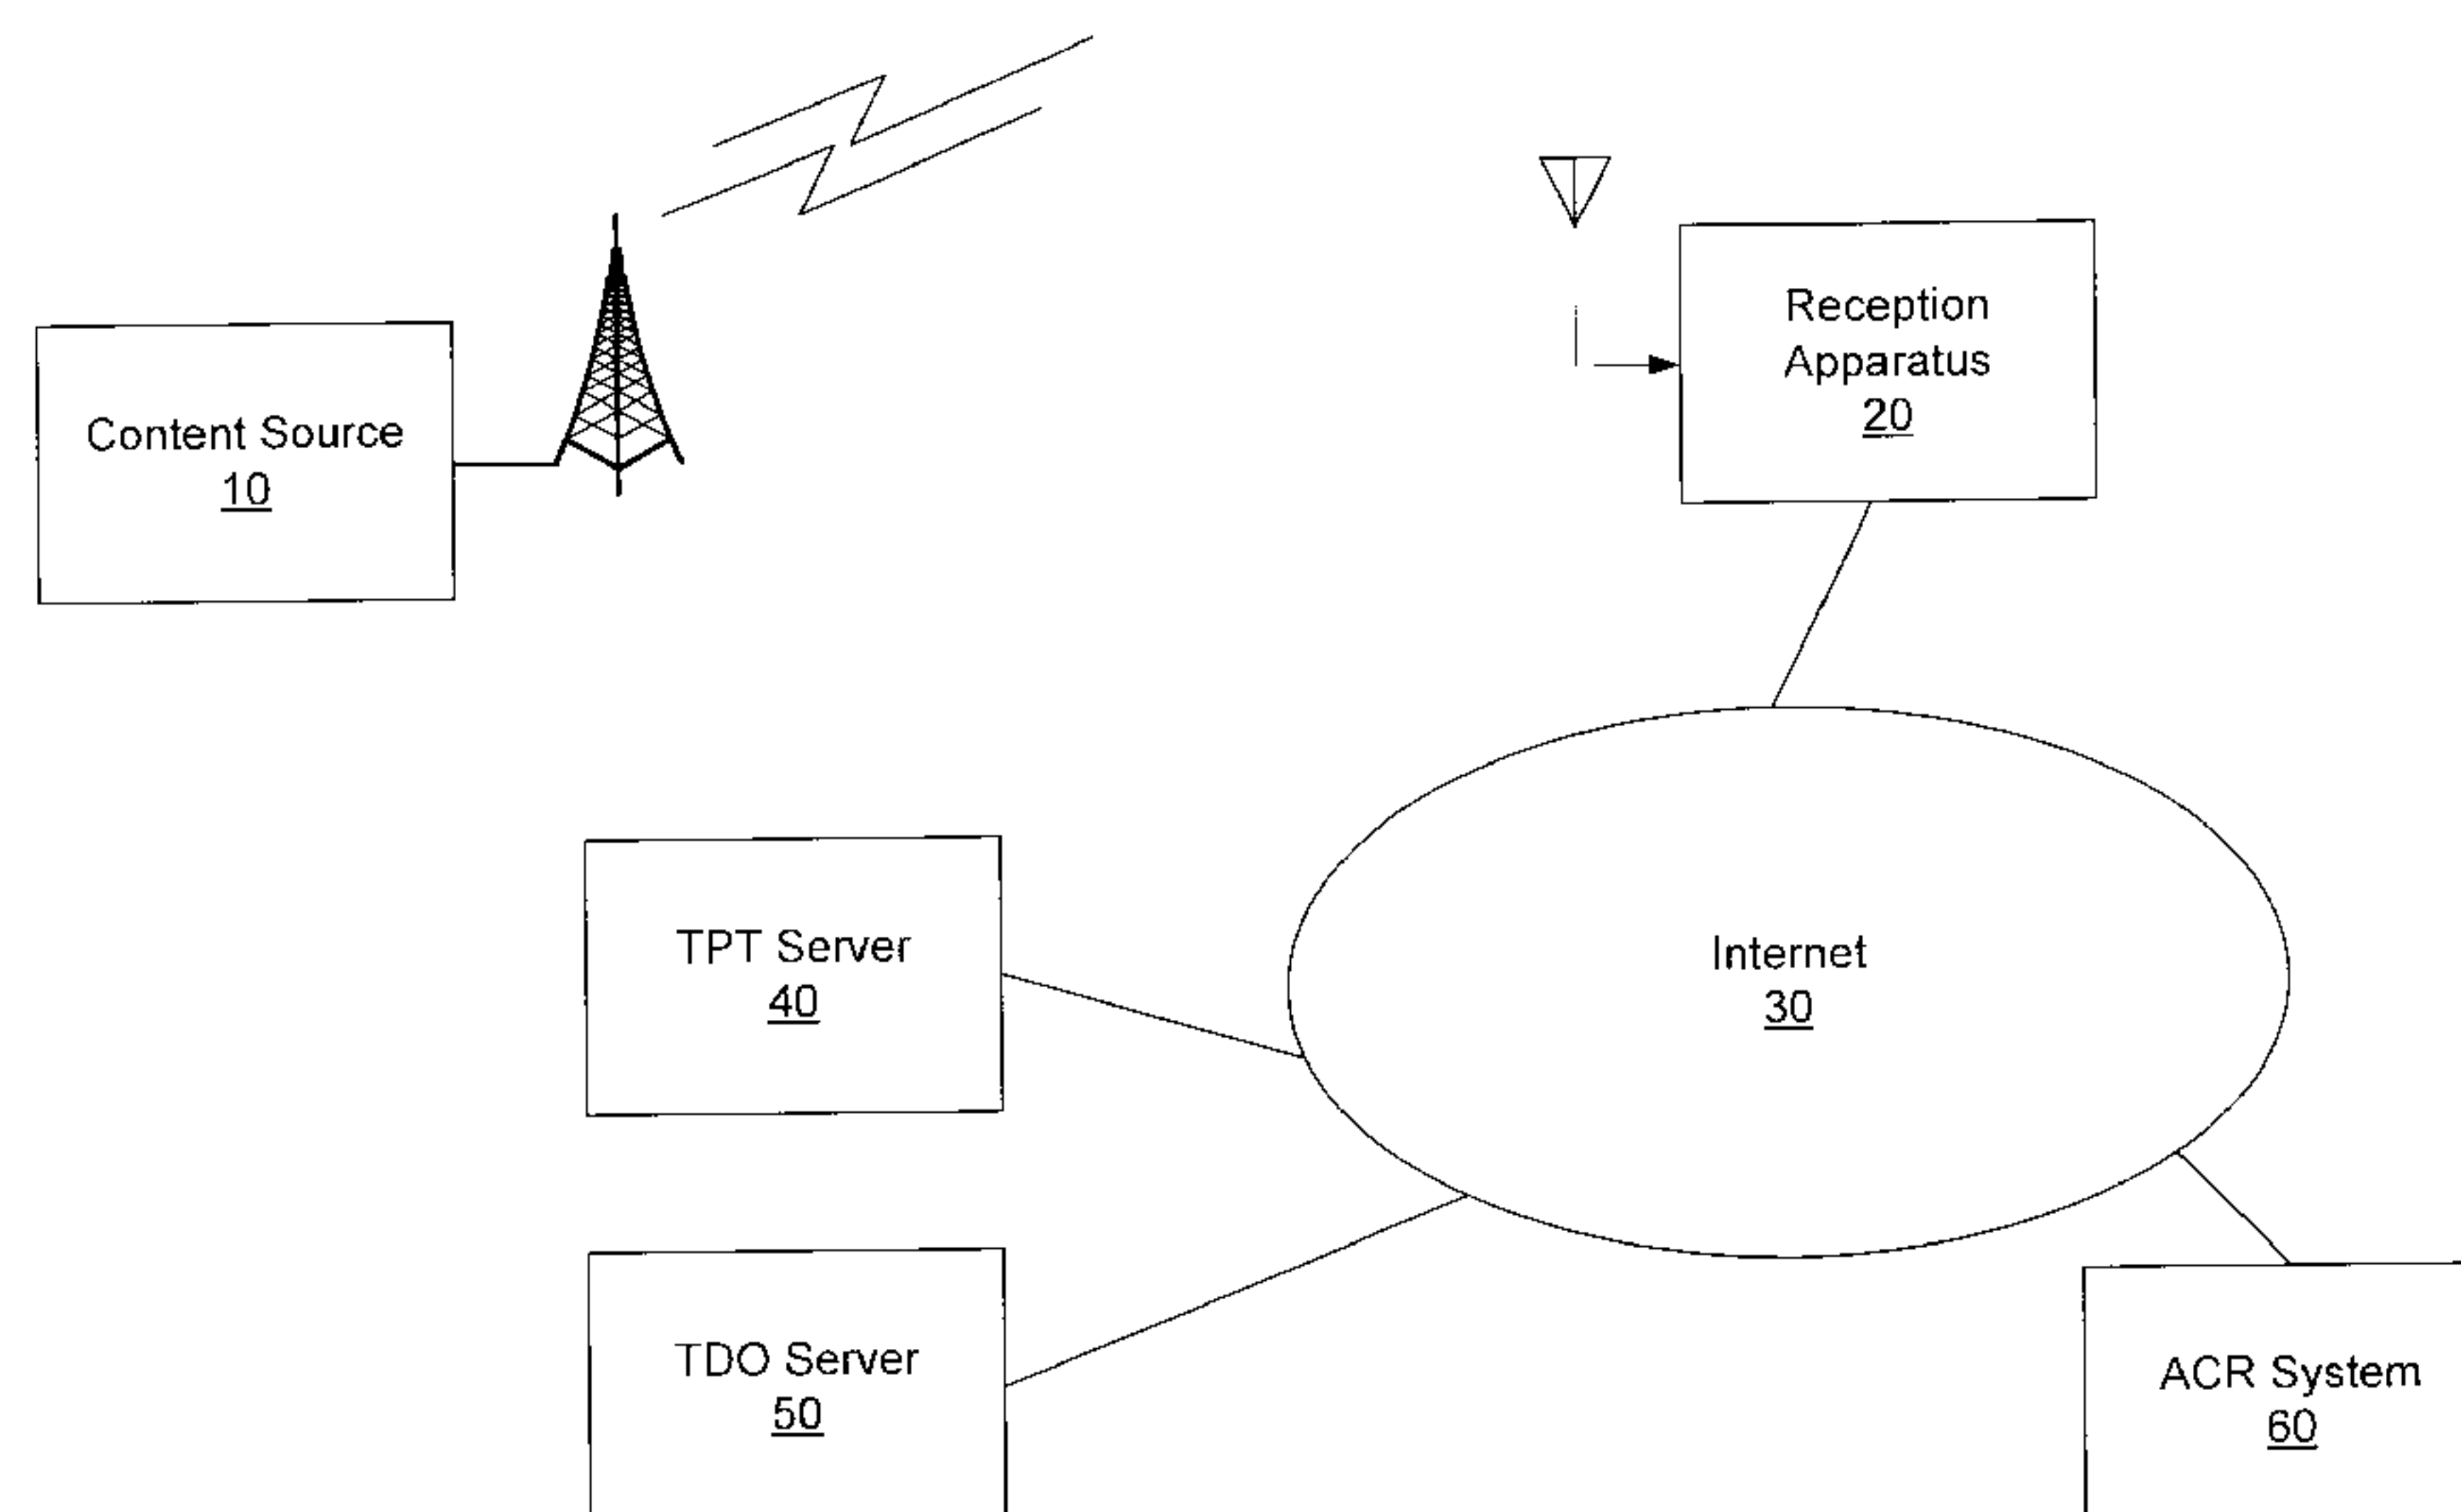 Reception
Apparatus
20
Content Source
10
TPT Server
40
Internet
30
TDO Server
50
ACR System
60